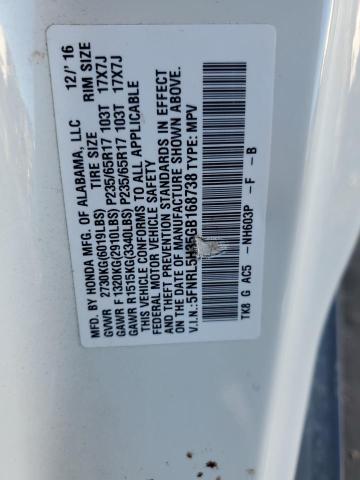 MFD. BY HONDA MFG. OF ALABAMA, LLC 12/'16
TIRE SIZE RIM SIZE
GVWR 2730KG(6019LBS)
GAWR F 1320KG(2910LBS) P235/65R17 103T 17X7J
GAWR R 1515KG(3340LBS) P235/65R17 103T 17X7J
THIS VEHICLE CONFORMS TO ALL APPLICABLE
FEDERAL MOTOR VEHICLE SAFETY
AND THEFT PREVENTION STANDARDS IN EFFECT
ON THE DATE OF MANUFACTURE SHOWN ABOVE.
V.I.N.: TYPE: MPV
TK8 G AC5 -NH603P -F -B